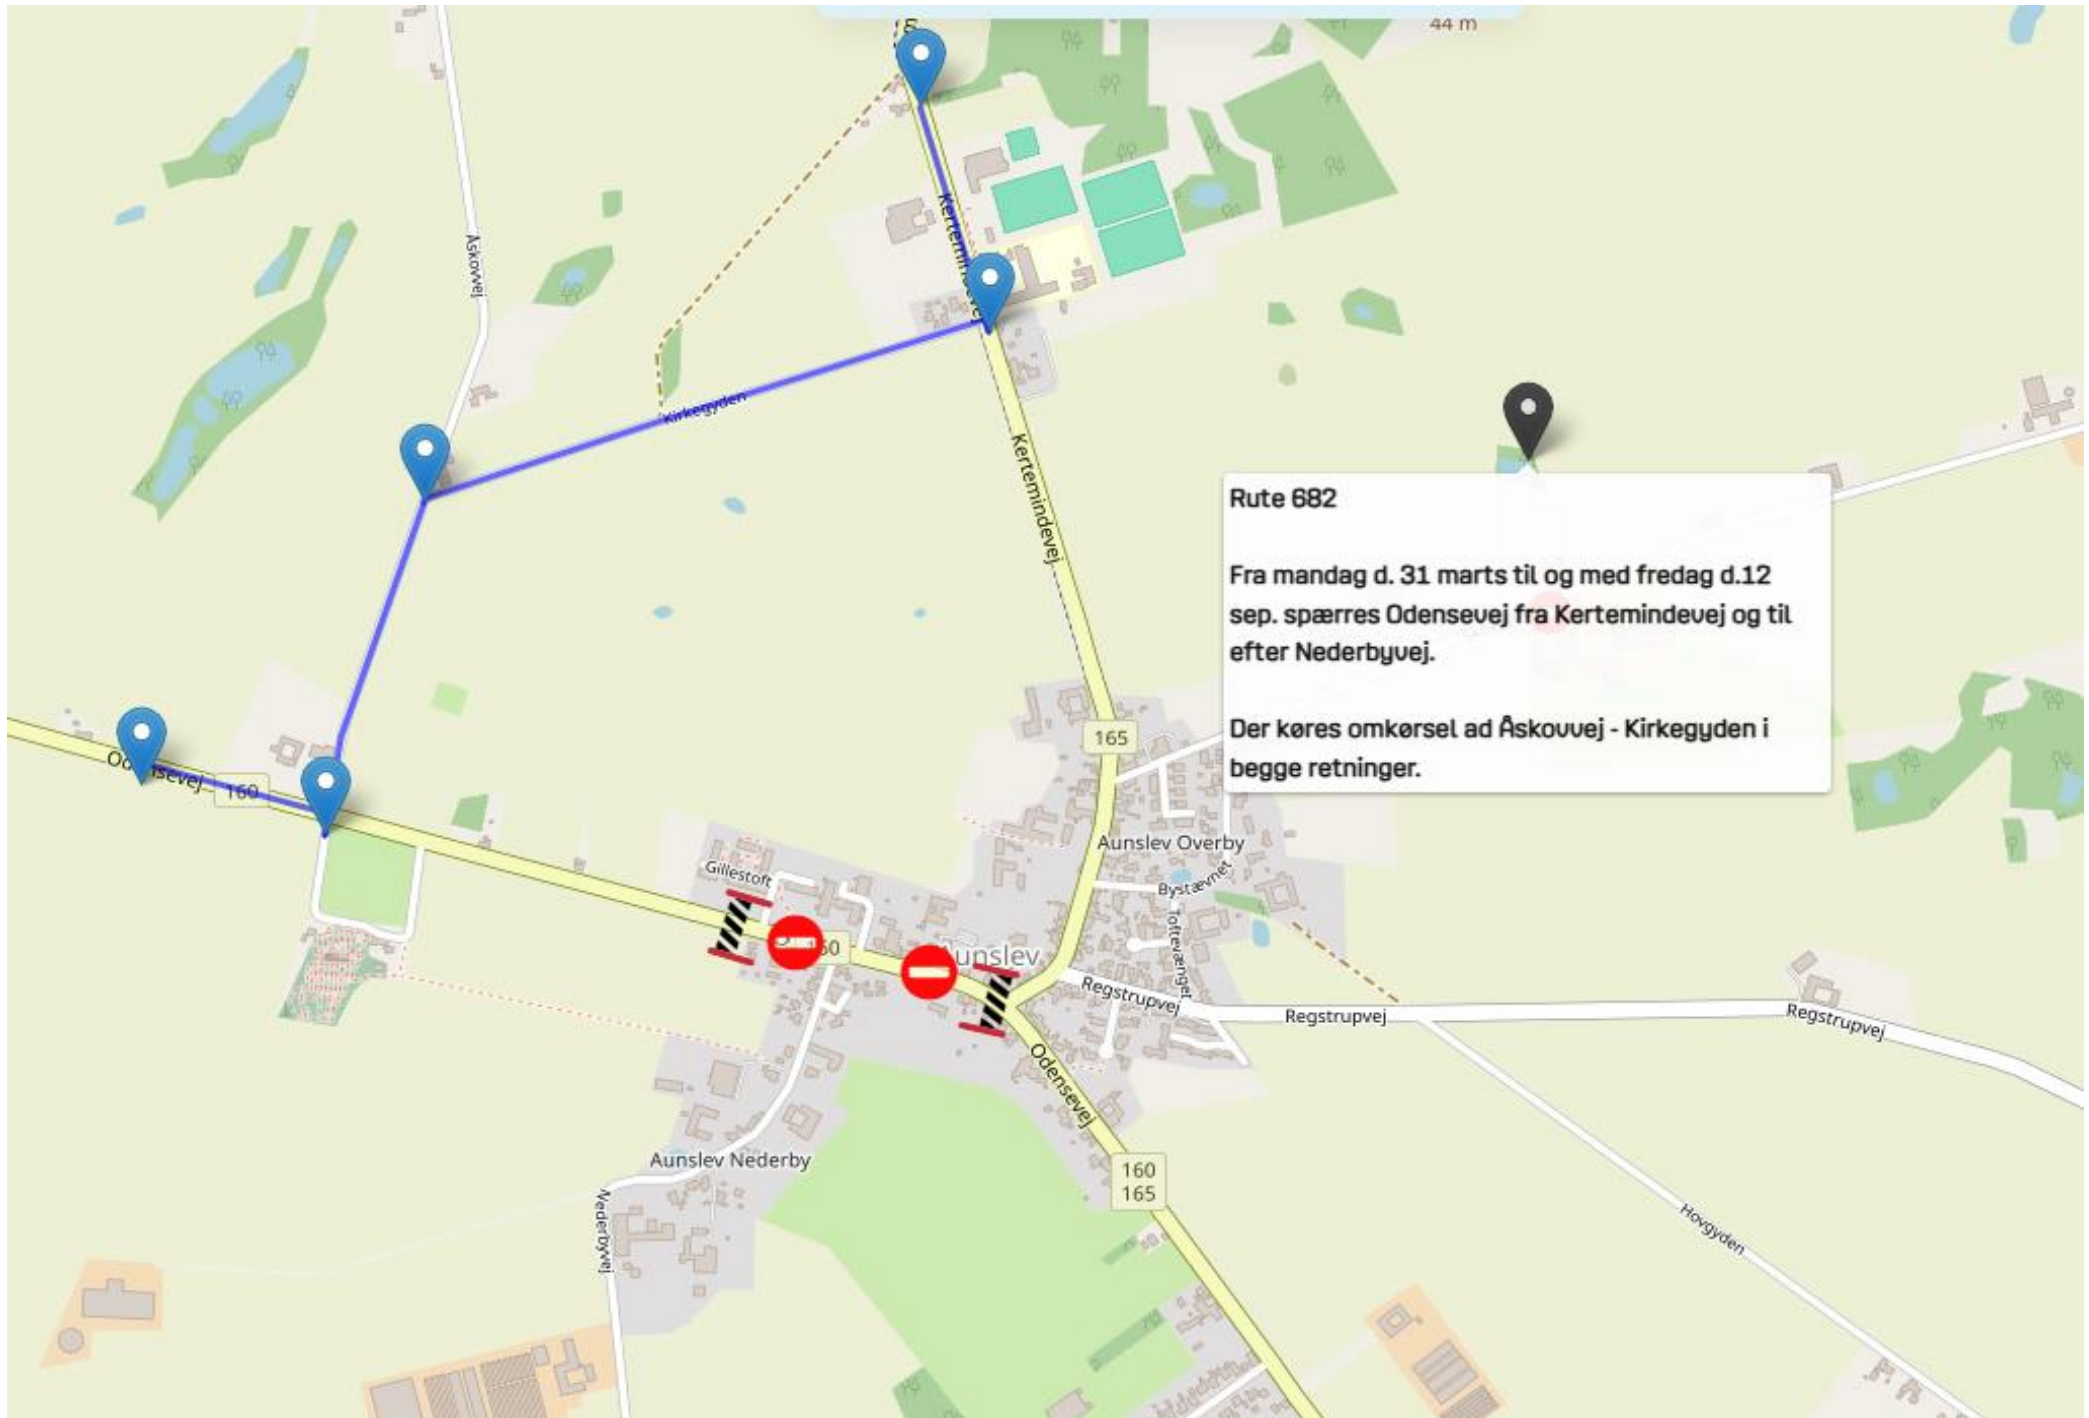 44 m
Kertemindevej
Åskovvej
Kirkegyden
Kertemindevej
Rute 682
Fra mandag d. 31 marts til og med fredag d.12
sep. spærres Odensevej fra Kertemindevej og til
efter Nederbyvej.
Der køres omkørsel ad Åskovvej - Kirkegyden i
begge retninger.
165
160
Aunslev Overby
Gillestoft
Bystævnet
Toftevænget
Aunslev
Regstrupvej
Regstrupvej
Regstrupvej
Odensevej
Aunslev Nederby
160
165
Nederbyvej
Hovgyden